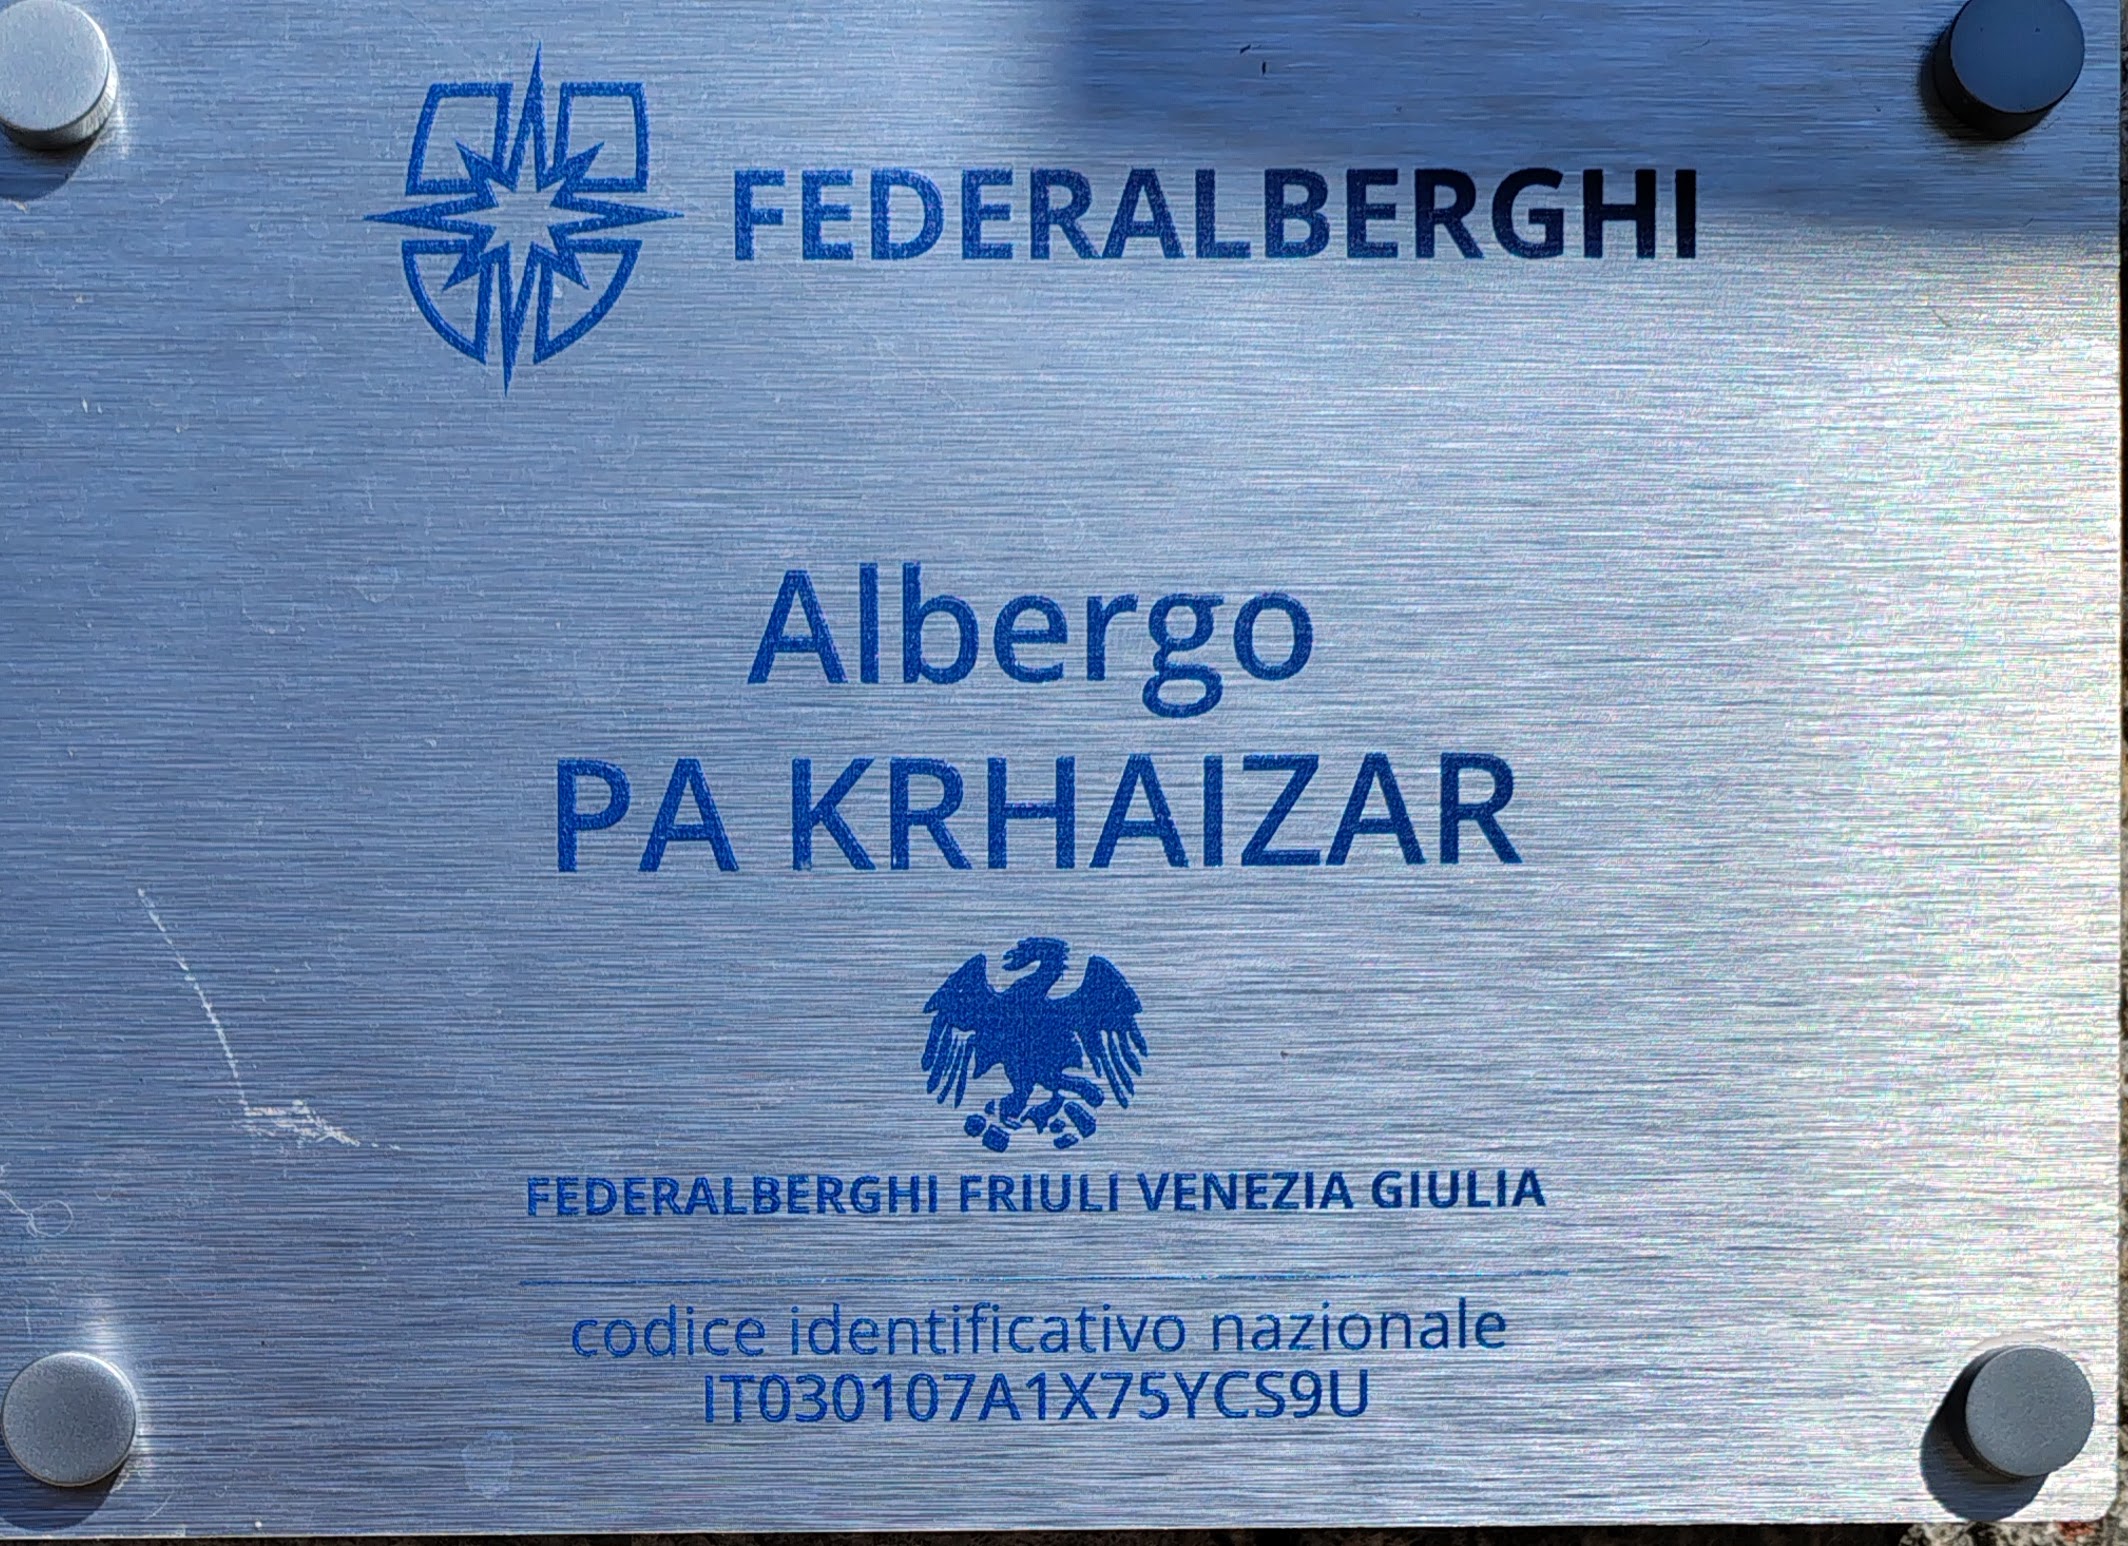 FEDERALBERGHI
Albergo
PA KRHAIZAR
FEDERALBERGHI FRIULI VENEZIA GIULIA
codice identificativo nazionale
IT030107A1X75YCS9U